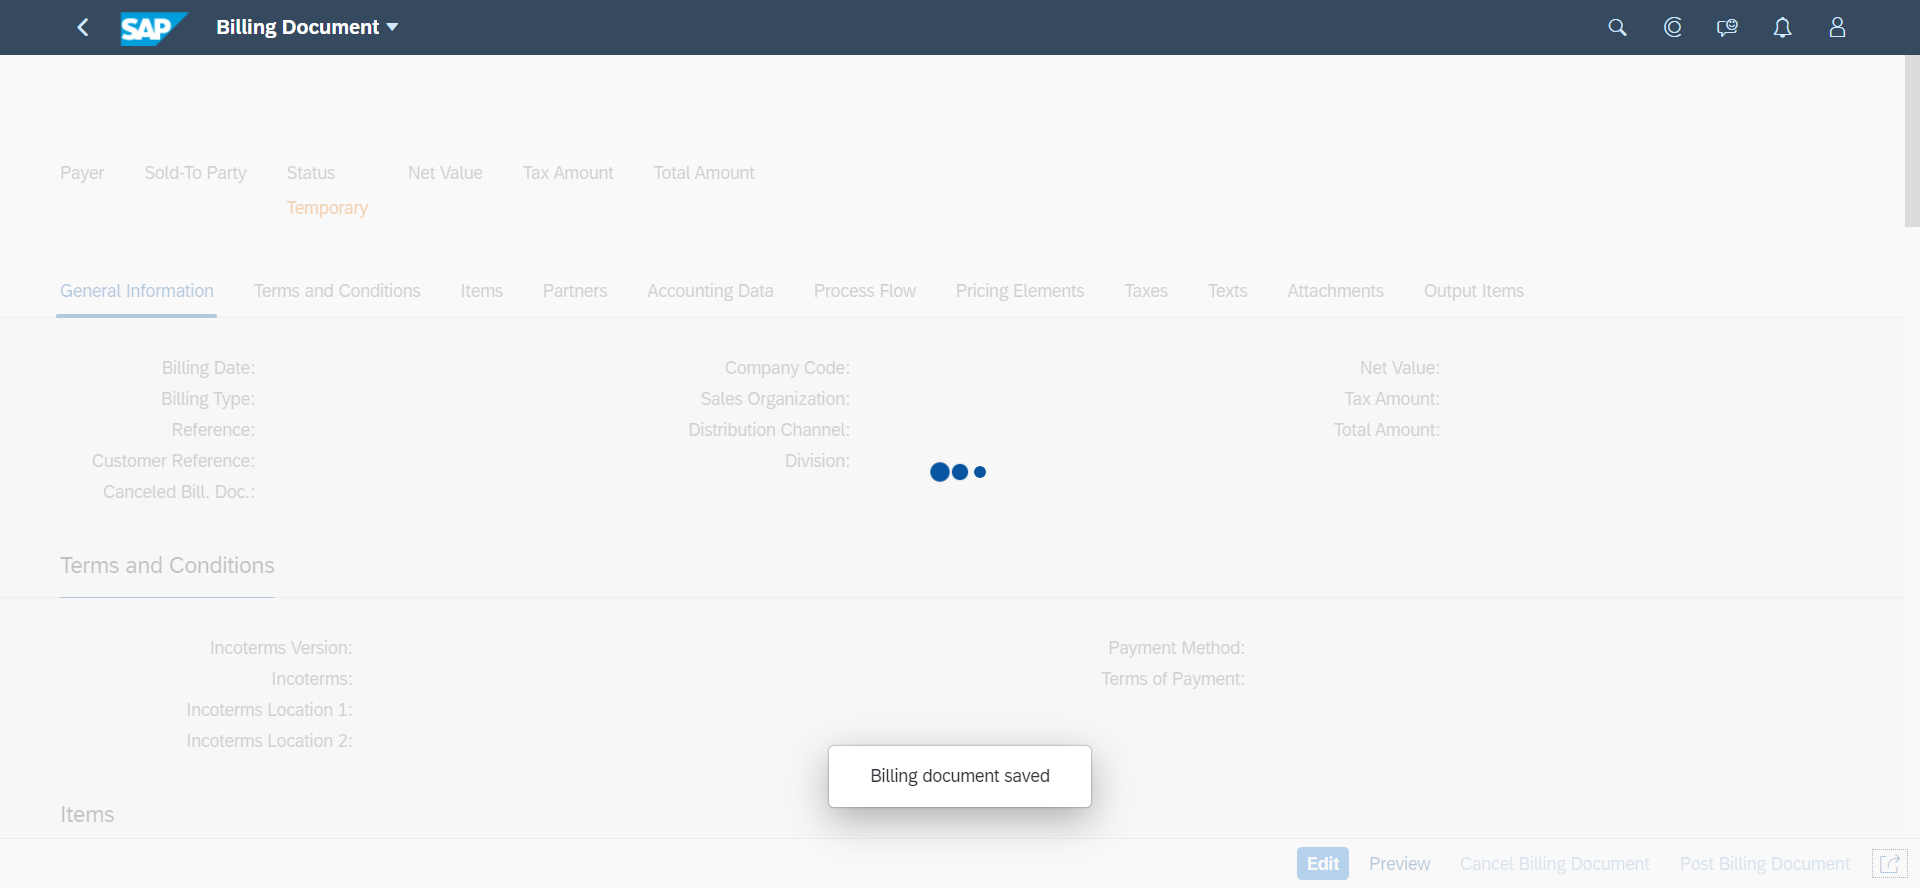 SAP Billing Document
Payer Sold-To Party Status Net Value Tax Amount Total Amount
Temporary
General Information Terms and Conditions Items Partners Accounting Data Process Flow Pricing Elements Taxes Texts Attachments Output Items
Billing Date: Company Code: Net Value:
Billing Type: Sales Organization: Tax Amount:
Reference: Distribution Channel: Total Amount:
Customer Reference: Division:
Canceled Bill. Doc.:
Terms and Conditions
Incoterms Version: Payment Method:
Incoterms: Terms of Payment:
Incoterms Location 1:
Incoterms Location 2:
Billing document saved
Items
Edit Preview Cancel Billing Document Post Billing Document